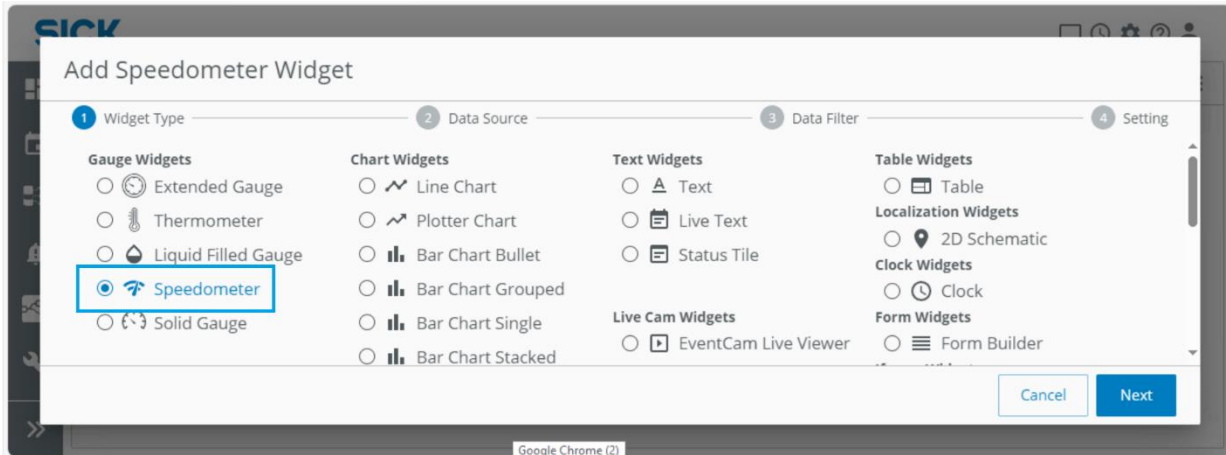 SICK
Add Speedometer Widget
1 Widget Type
2 Data Source
3 Data Filter
4 Setting
Gauge Widgets
Extended Gauge
Thermometer
Liquid Filled Gauge
Speedometer
Solid Gauge
Chart Widgets
Line Chart
Plotter Chart
Bar Chart Bullet
Bar Chart Grouped
Bar Chart Single
Bar Chart Stacked
Text Widgets
A Text
Live Text
Status Tile
Live Cam Widgets
EventCam Live Viewer
Table Widgets
Table
Localization Widgets
2D Schematic
Clock Widgets
Clock
Form Widgets
Form Builder
Cancel
Next
Google Chrome (2)